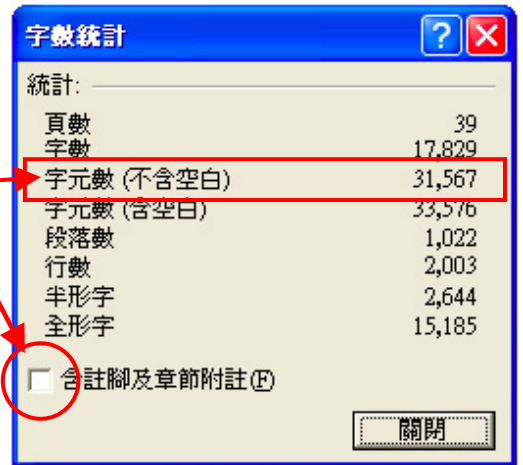 字數統計
統計:
頁數 39
字數 17,829
字元數 (不含空白) 31,567
字元數 (含空白) 33,576
段落數 1,022
行數 2,003
半形字 2,644
全形字 15,185
含註腳及章節附註(F)
關閉